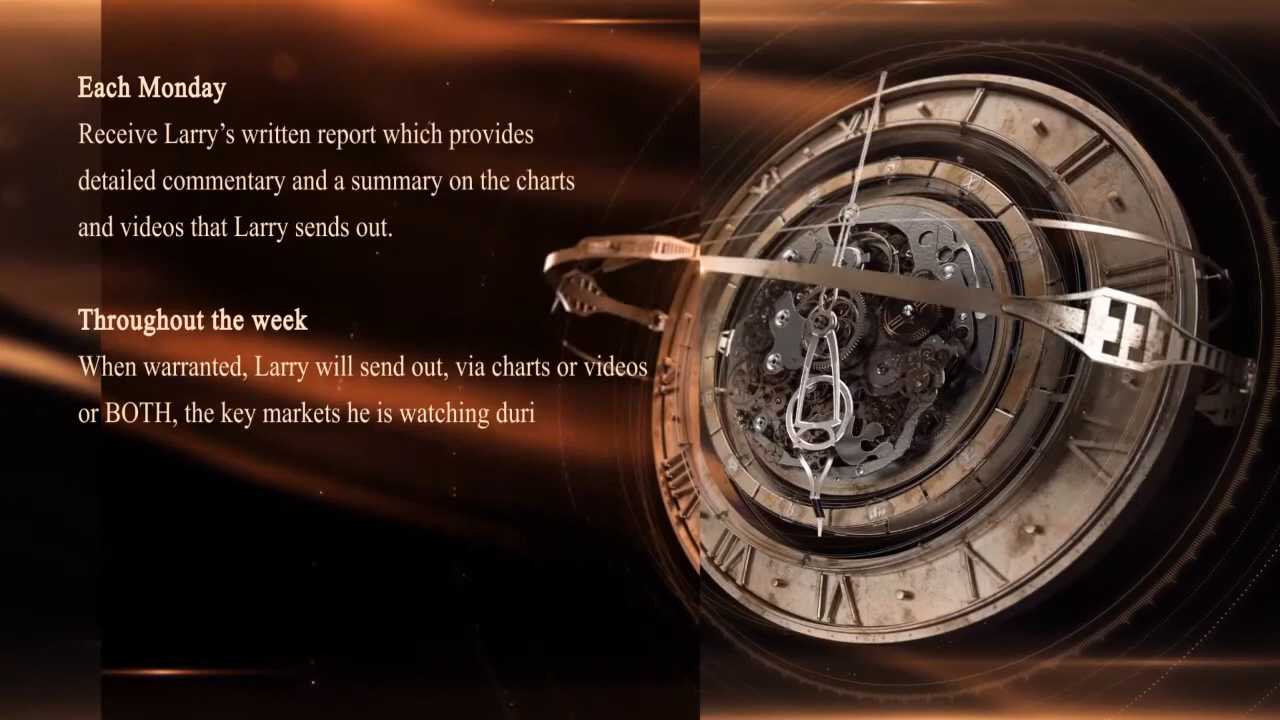 Each Monday
Receive Larry’s written report which provides
detailed commentary and a summary on the charts
and videos that Larry sends out.
Throughout the week
When warranted, Larry will send out, via charts or videos
or BOTH, the key markets he is watching duri